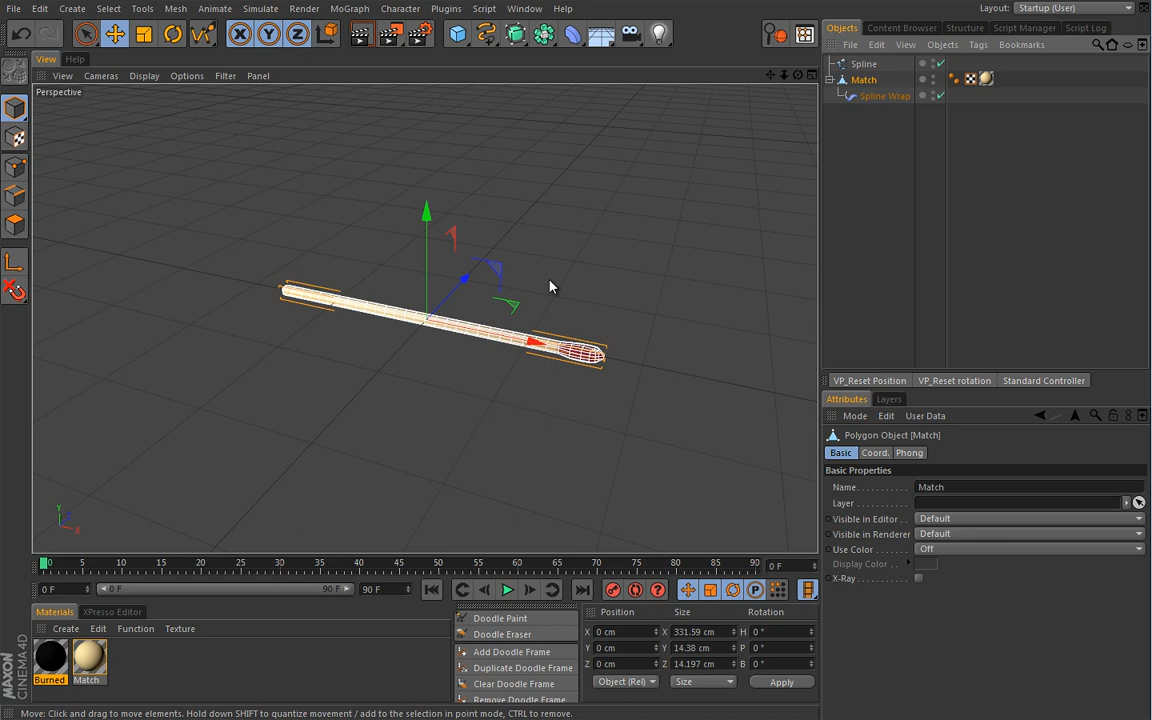 File Edit Create Select Tools Match Animate Simulate Render MoGraph Character Plugins Script Window Help Layout: Startup (User)
View Help
View Cameras Display Options Filter Panel
Perspective
Y
Z
X
Objects Content Browser Structure Script Manager Script Log
File Edit View Objects Tags Bookmarks
Spline
Match
Spline Wrap
VP_Reset Position VP_Reset rotation Standard Controller
Attributes Layers
Mode Edit User Data
Polygon Object [Match]
Basic Coord. Phong
Basic Properties
Name Match
Layer
Visible in Editor Default
Visible in Renderer Default
Use Color Off
Display Color
X-Ray
0 5 10 15 20 25 30 35 40 45 50 55 60 65 70 75 80 85 90 0 F
0 F 0 F 90 F 90 F
Materials XPresso Editor
Create Edit Function Texture
Burned Match
Doodle Paint
Doodle Eraser
Add Doodle Frame
Duplicate Doodle Frame
Clear Doodle Frame
Remove Doodle Frame
Position Size Rotation
X 0 cm X 331.59 cm H 0 °
Y 0 cm Y 14.38 cm P 0 °
Z 0 cm Z 14.197 cm B 0 °
Object (Rel) Size Apply
MAXON CINEMA 4D
Move: Click and drag to move elements. Hold down SHIFT to quantize movement / add to the selection in point mode, CTRL to remove.